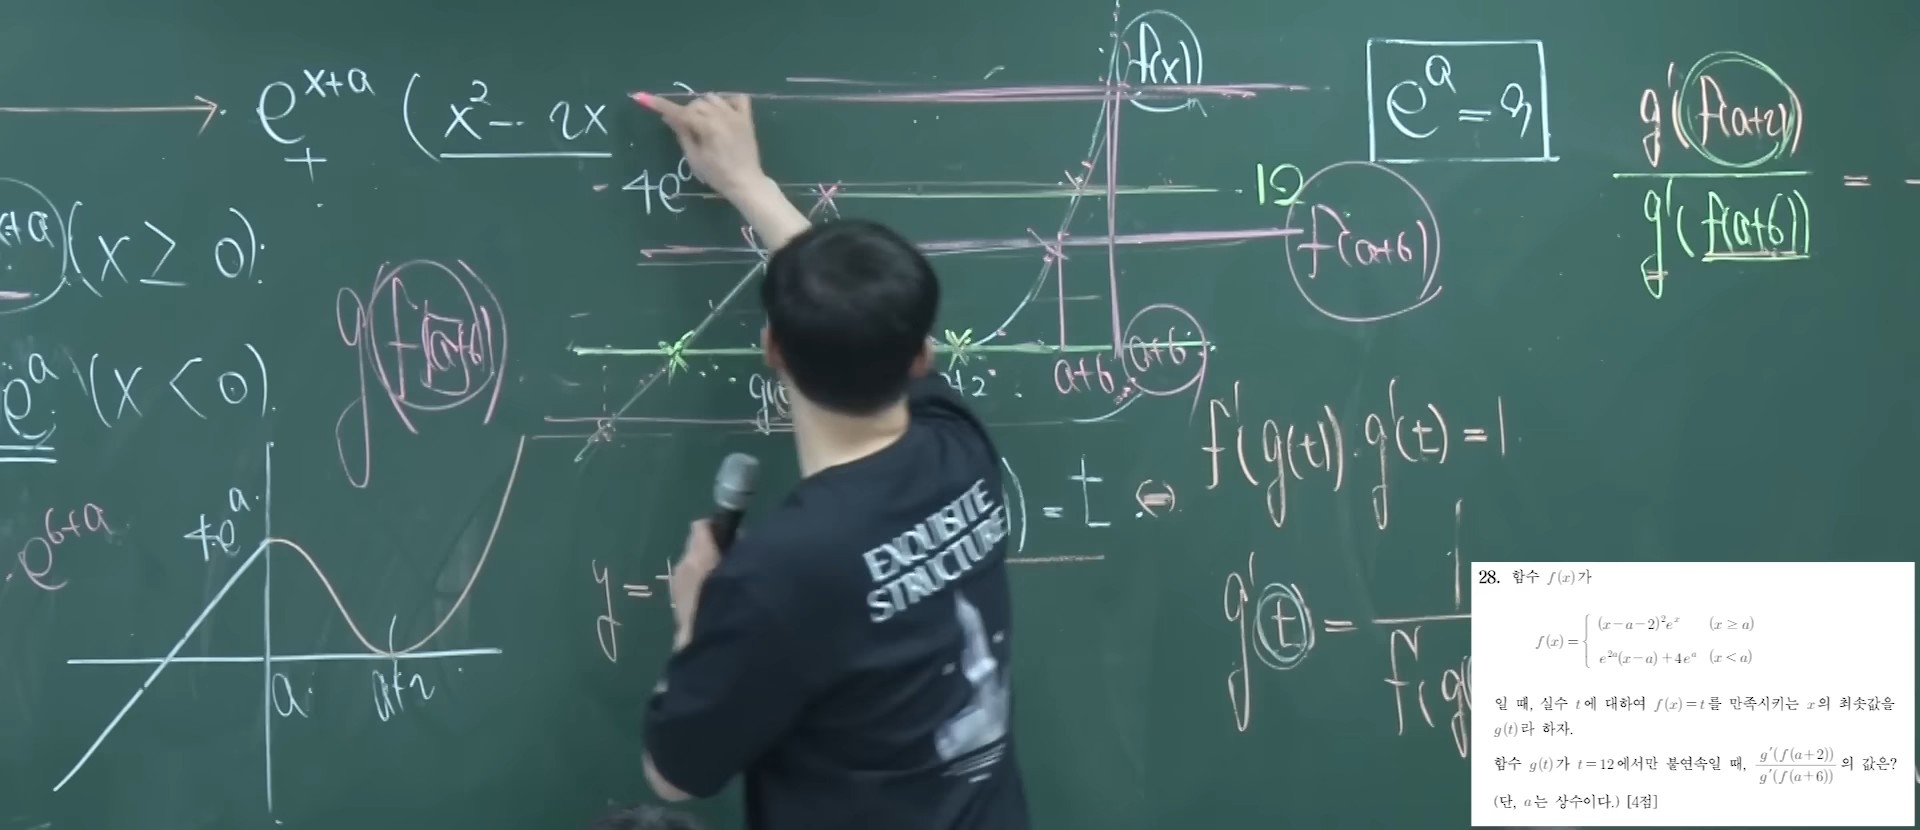 e^{x+a} (x² - 2x
+
- 4e^a
+a) (x ≥ 0)
e^a (x < 0)
e^{6+a}
4e^a
a
a+2
g(f(a+6))
f(x)
12
f(a+6)
a+6
a+6
y =
) = t ⇔ f'(g(t)) · g'(t) = 1
g'(t) = 1
e^a =
g'(f(a+2))
g'(f(a+6))
= -
EXQUISITE
STRUCTURE
28. 함수 f(x)가
f(x) = { (x-a-2)²e^x (x ≥ a)
e^{2a}(x-a)+4e^a (x < a)
일 때, 실수 t에 대하여 f(x)=t를 만족시키는 x의 최솟값을
g(t)라 하자.
함수 g(t)가 t=12에서만 불연속일 때, g′(f(a+2))/g′(f(a+6)) 의 값은?
(단, a는 상수이다.) [4점]